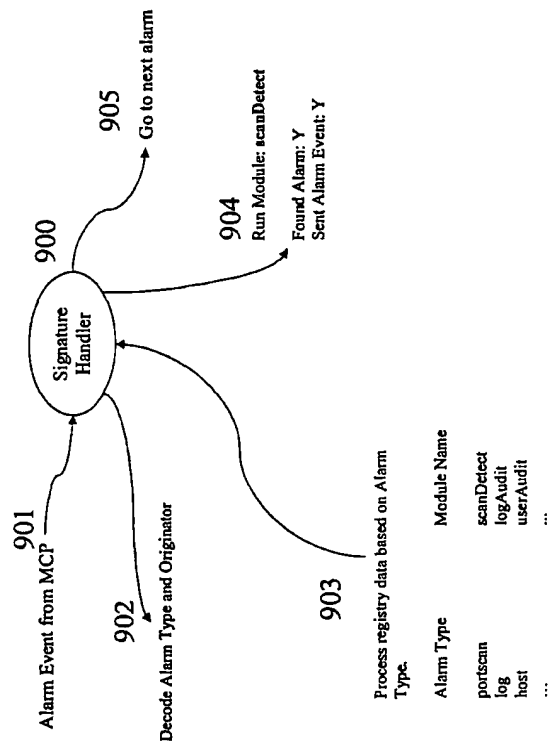 Alarm Event from MCP
901
Signature
Handler
900
905
Go to next alarm
902
Decode Alarm Type and Originator
904
Run Module: scanDetect
Found Alarm: Y
Sent Alarm Event: Y
903
Process registry data based on Alarm
Type.
Alarm Type Module Name
portscan scanDetect
log logAudit
host userAudit
... ...